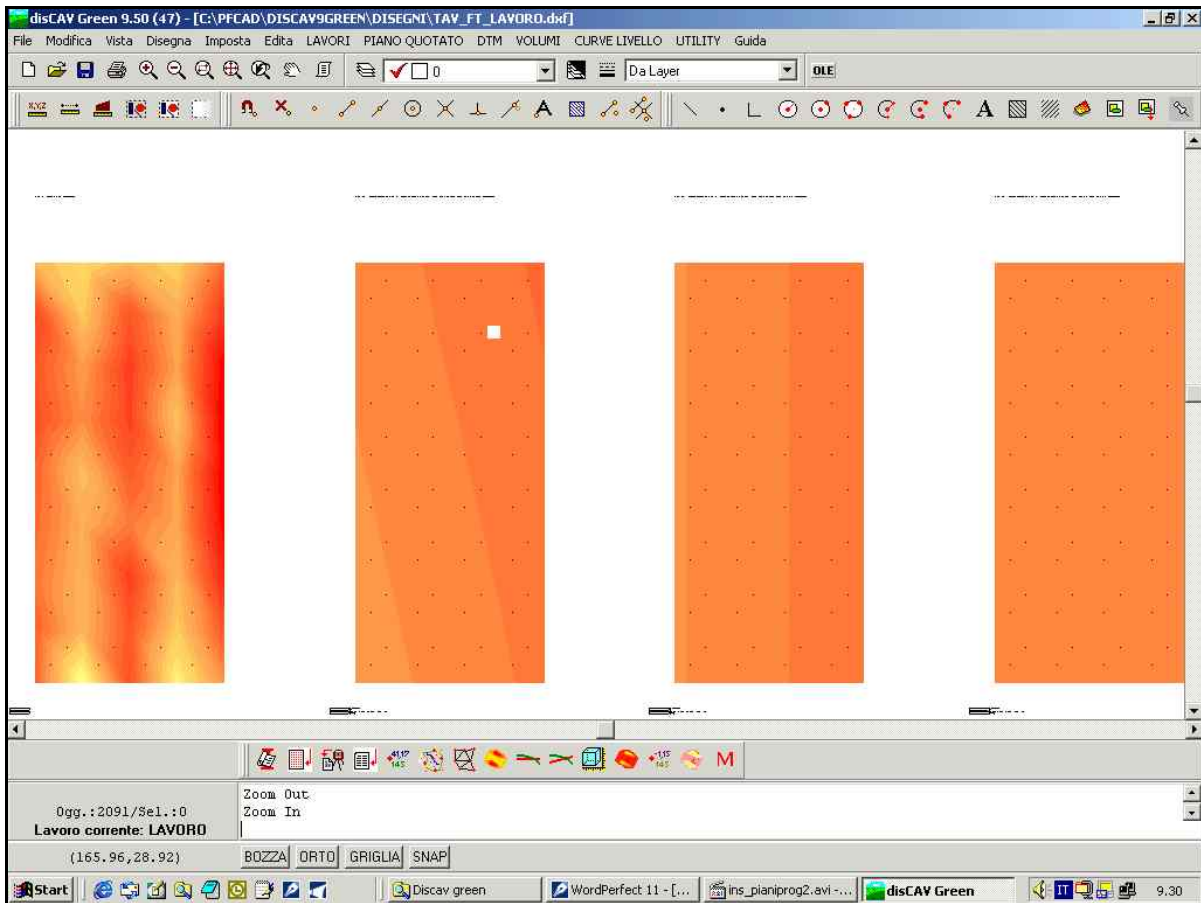 disCAV Green 9.50 (47) - [C:\PFCAD\DISCAV9GREEN\DISEGNI\TAV_FT_LAVORO.dxf]
File Modifica Vista Disegna Imposta Edita LAVORI PIANO QUOTATO DTM VOLUMI CURVE LIVELLO UTILITY Guida
0 Da Layer OLE
X,Y,Z A A
M
Zoom Out
Zoom In
Ogg.:2091/Sel.:0
Lavoro corrente: LAVORO
(165.96,28.92) BOZZA ORTO GRIGLIA SNAP
Start Discav green WordPerfect 11 - [... ins_pianiprog2.avi -... disCAV Green IT 9.30